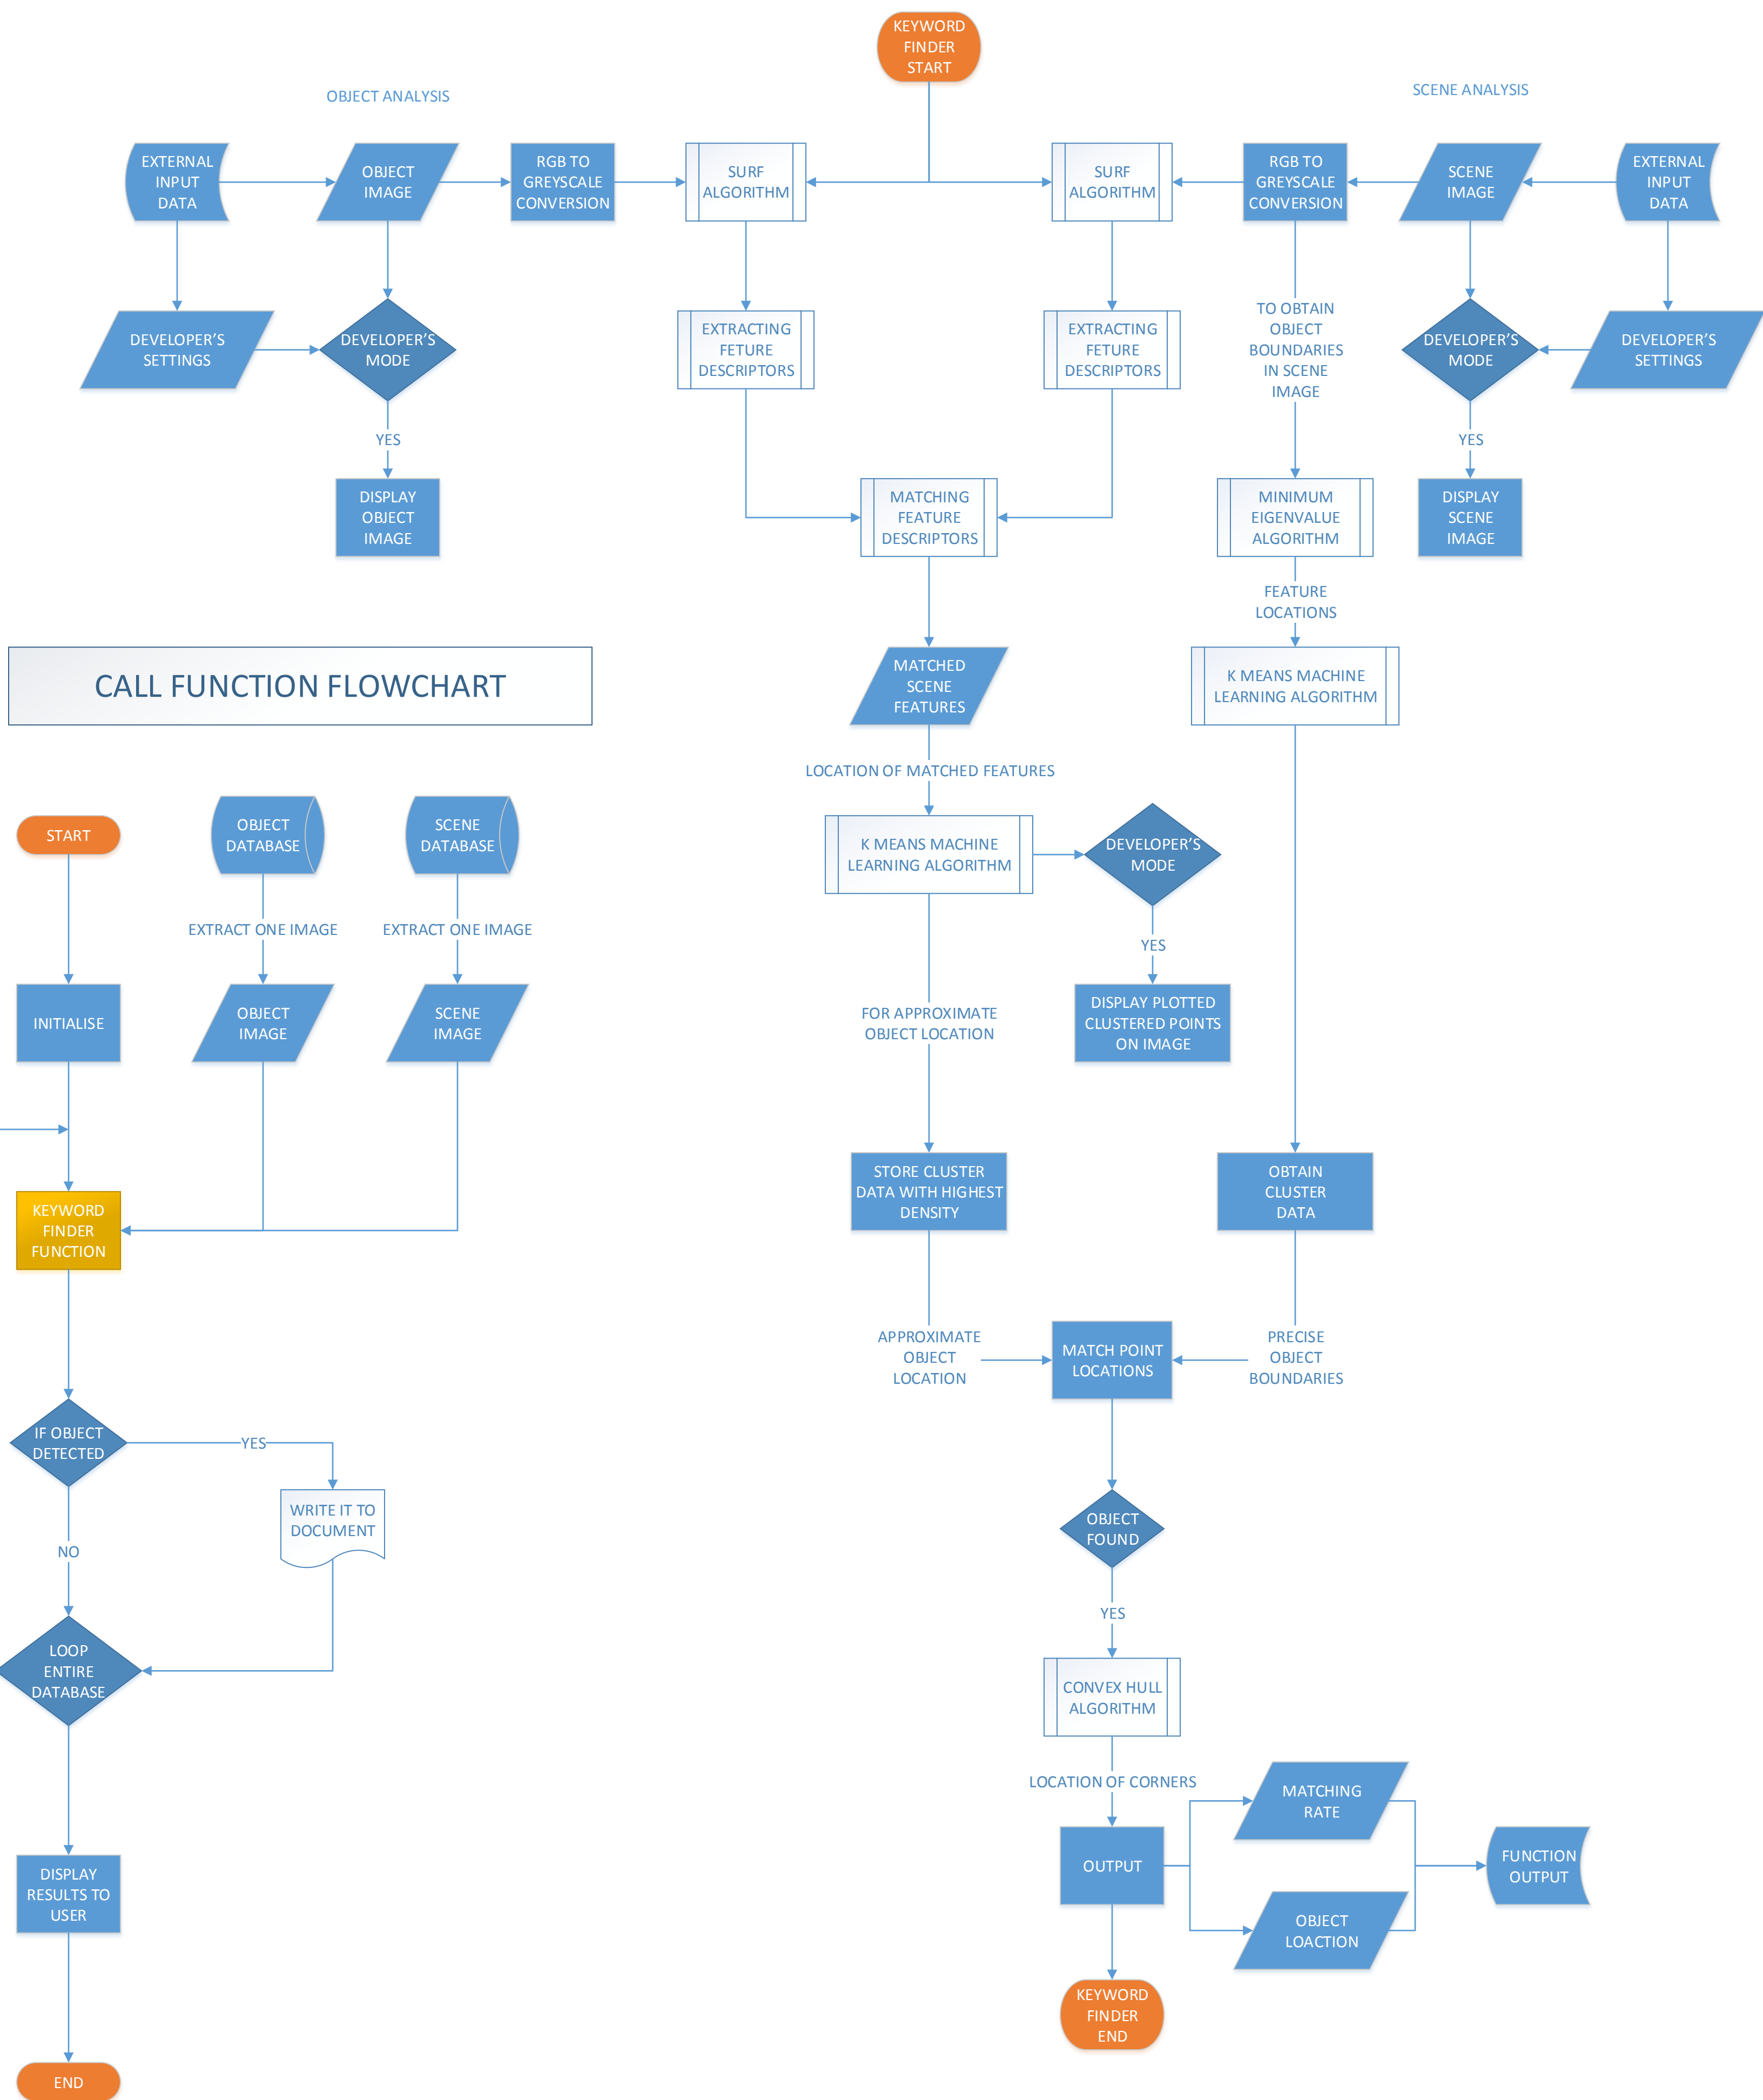 KEYWORD
FINDER
START
OBJECT ANALYSIS
SCENE ANALYSIS
EXTERNAL
INPUT
DATA
OBJECT
IMAGE
RGB TO
GREYSCALE
CONVERSION
SURF
ALGORITHM
SURF
ALGORITHM
RGB TO
GREYSCALE
CONVERSION
SCENE
IMAGE
EXTERNAL
INPUT
DATA
DEVELOPER'S
SETTINGS
DEVELOPER'S
MODE
EXTRACTING
FETURE
DESCRIPTORS
EXTRACTING
FETURE
DESCRIPTORS
TO OBTAIN
OBJECT
BOUNDARIES
IN SCENE
IMAGE
DEVELOPER'S
MODE
DEVELOPER'S
SETTINGS
YES
YES
DISPLAY
OBJECT
IMAGE
MATCHING
FEATURE
DESCRIPTORS
MINIMUM
EIGENVALUE
ALGORITHM
DISPLAY
SCENE
IMAGE
FEATURE
LOCATIONS
CALL FUNCTION FLOWCHART
MATCHED
SCENE
FEATURES
K MEANS MACHINE
LEARNING ALGORITHM
LOCATION OF MATCHED FEATURES
START
OBJECT
DATABASE
SCENE
DATABASE
K MEANS MACHINE
LEARNING ALGORITHM
DEVELOPER'S
MODE
EXTRACT ONE IMAGE
EXTRACT ONE IMAGE
YES
INITIALISE
OBJECT
IMAGE
SCENE
IMAGE
FOR APPROXIMATE
OBJECT LOCATION
DISPLAY PLOTTED
CLUSTERED POINTS
ON IMAGE
KEYWORD
FINDER
FUNCTION
STORE CLUSTER
DATA WITH HIGHEST
DENSITY
OBTAIN
CLUSTER
DATA
APPROXIMATE
OBJECT
LOCATION
MATCH POINT
LOCATIONS
PRECISE
OBJECT
BOUNDARIES
IF OBJECT
DETECTED
YES
WRITE IT TO
DOCUMENT
OBJECT
FOUND
NO
YES
LOOP
ENTIRE
DATABASE
CONVEX HULL
ALGORITHM
LOCATION OF CORNERS
MATCHING
RATE
DISPLAY
RESULTS TO
USER
OUTPUT
FUNCTION
OUTPUT
OBJECT
LOACTION
KEYWORD
FINDER
END
END